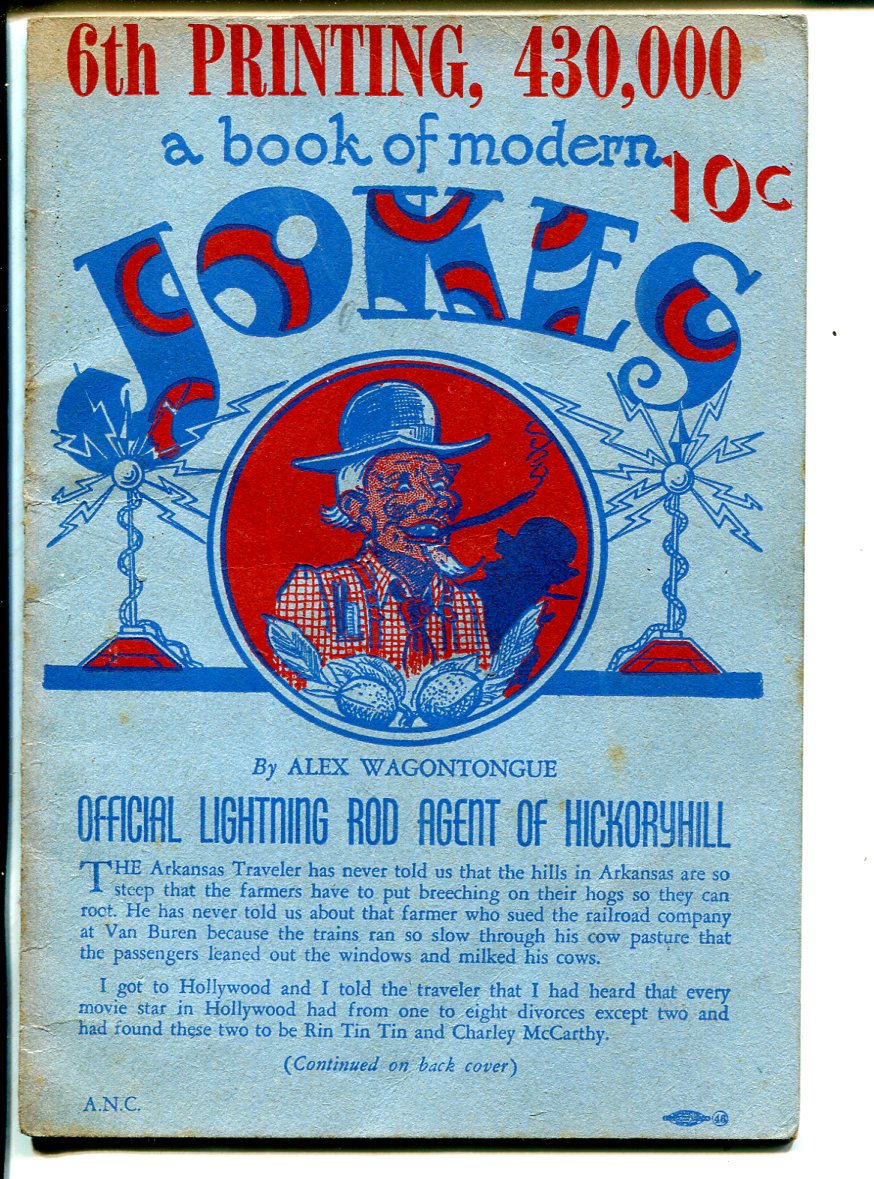 6th PRINTING, 430,000
a book of modern
10c
JOKES
By ALEX WAGONTONGUE
OFFICIAL LIGHTNING ROD AGENT OF HICKORYHILL
THE Arkansas Traveler has never told us that the hills in Arkansas are so
steep that the farmers have to put breeching on their hogs so they can
root. He has never told us about that farmer who sued the railroad company
at Van Buren because the trains ran so slow through his cow pasture that
the passengers leaned out the windows and milked his cows.
I got to Hollywood and I told the traveler that I had heard that every
movie star in Hollywood had from one to eight divorces except two and
had found these two to be Rin Tin Tin and Charley McCarthy.
(Continued on back cover)
A.N.C.
46